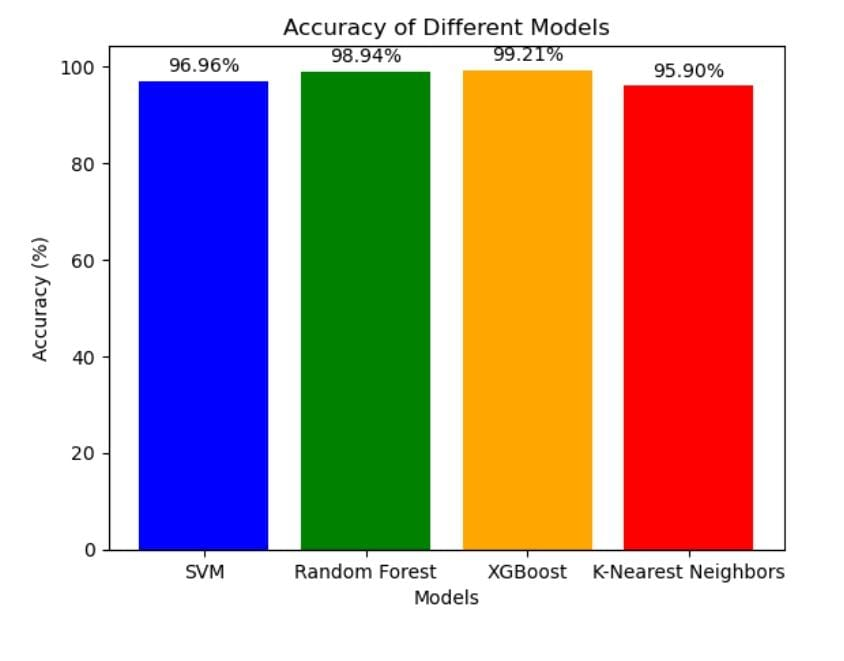 Accuracy of Different Models
96.96% 98.94% 99.21% 95.90%
100
80
60
40
20
0
Accuracy (%)
SVM Random Forest XGBoost K-Nearest Neighbors
Models